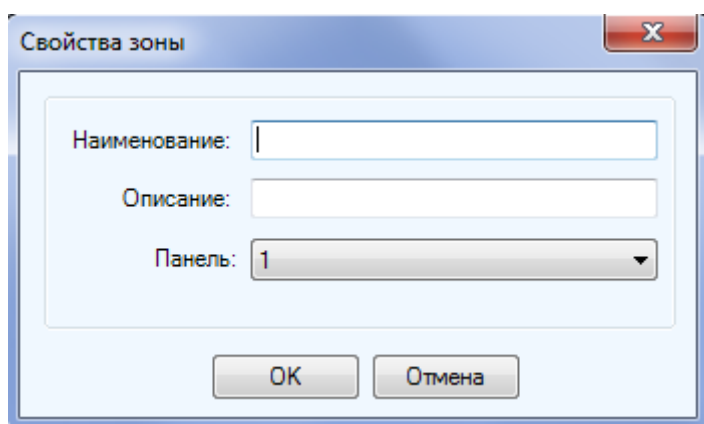 Свойства зоны
Наименование:
Описание:
Панель: 1
OK Отмена